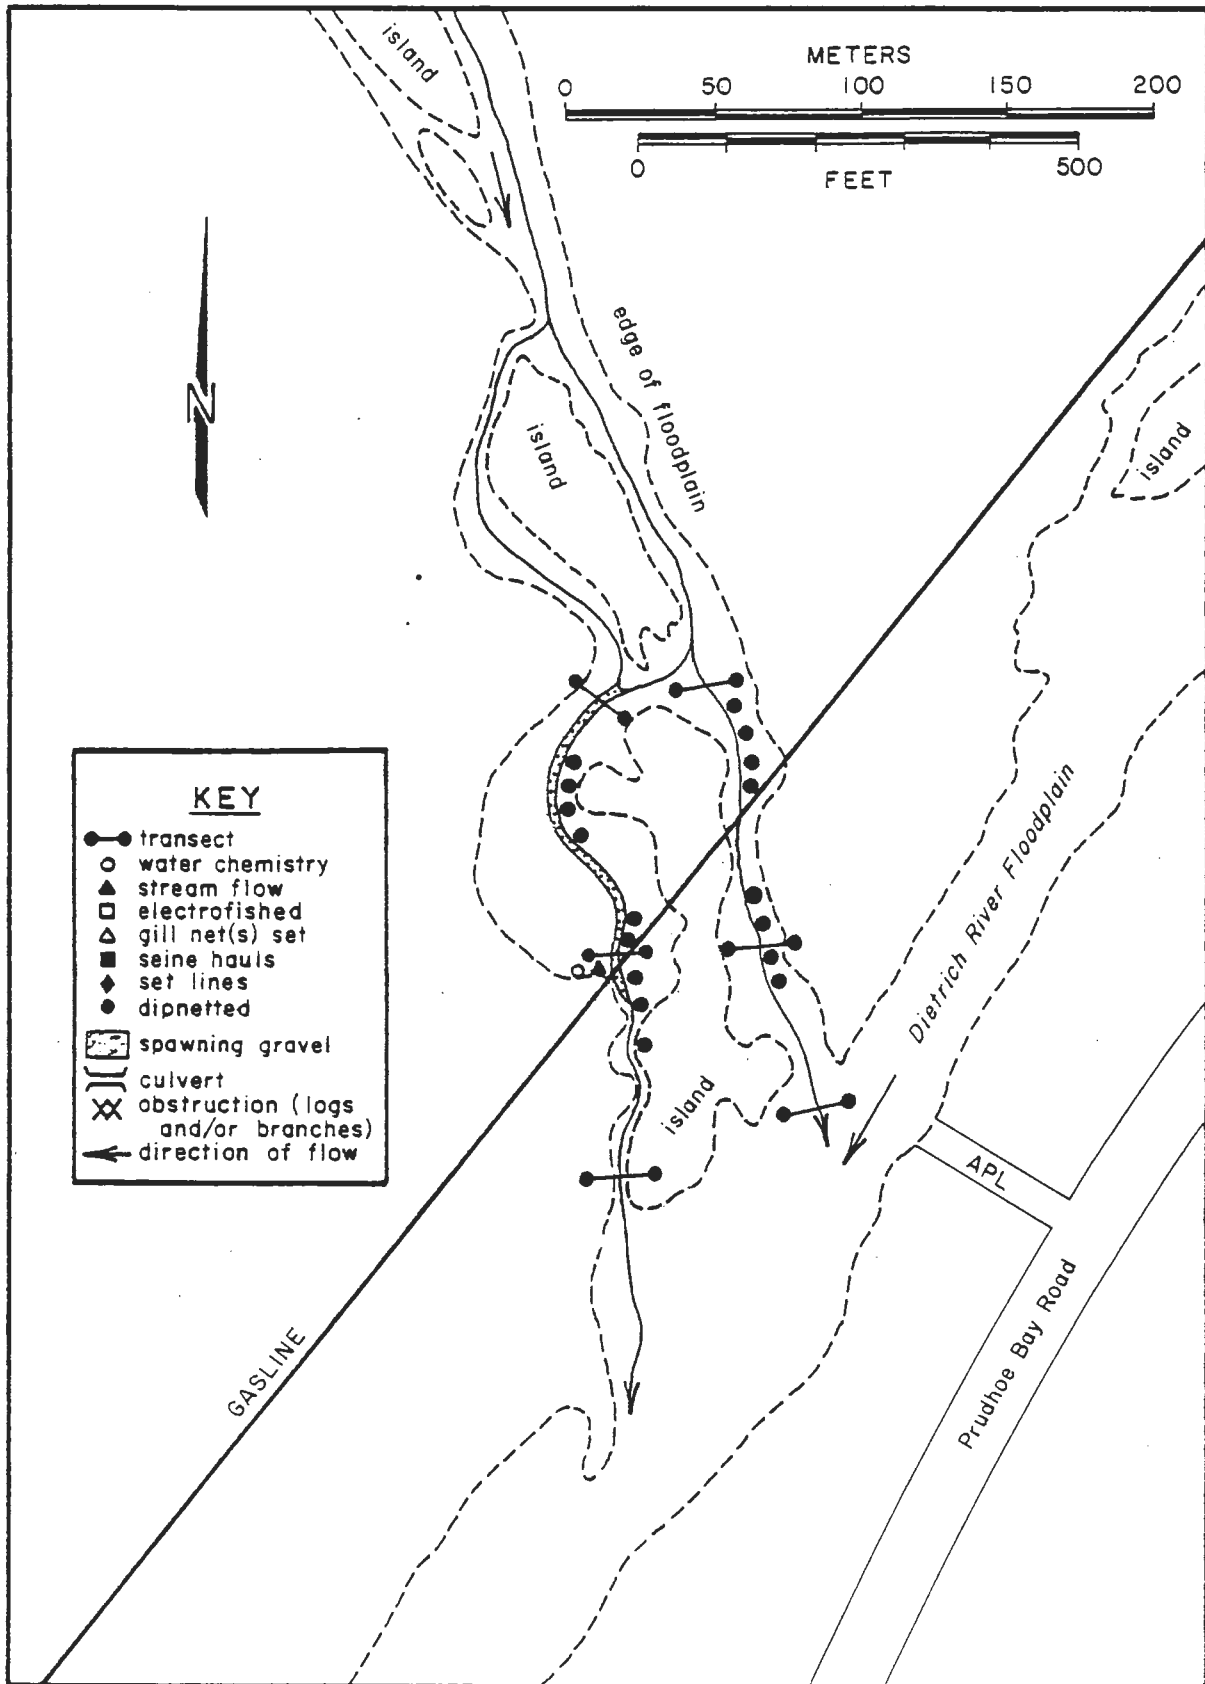 island
METERS
0 50 100 150 200
0 500
FEET
N
edge of floodplain
island
island
KEY
transect
water chemistry
stream flow
electrofished
gill net(s) set
seine hauls
set lines
dipnetted
spawning gravel
culvert
obstruction (logs
and/or branches)
direction of flow
Dietrich River Floodplain
island
APL
GASLINE
Prudhoe Bay Road